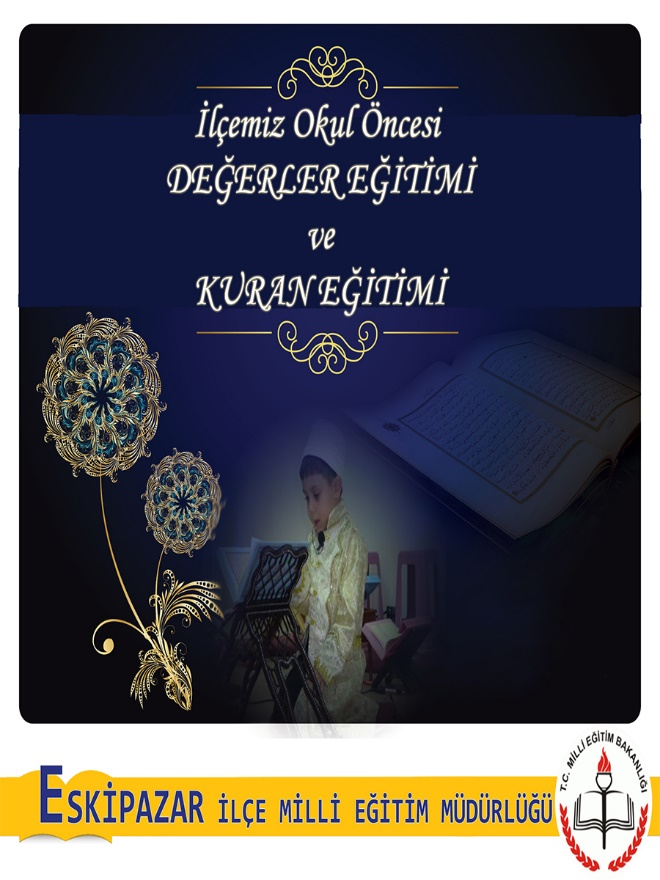 İlçemiz Okul Öncesi
DEĞERLER EĞİTİMİ
ve
KURAN EĞİTİMİ
ESKİPAZAR İLÇE MİLLİ EĞİTİM MÜDÜRLÜĞÜ
T.C. MİLLİ EĞİTİM BAKANLIĞI